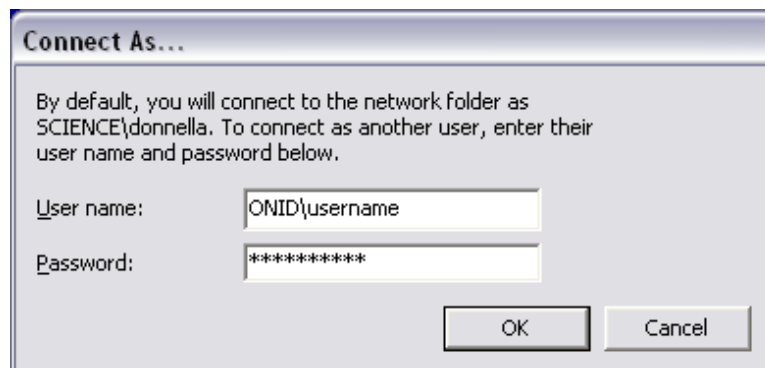 Connect As...
By default, you will connect to the network folder as
SCIENCE\donnella. To connect as another user, enter their
user name and password below.
User name: ONID\username
Password: **********
OK Cancel